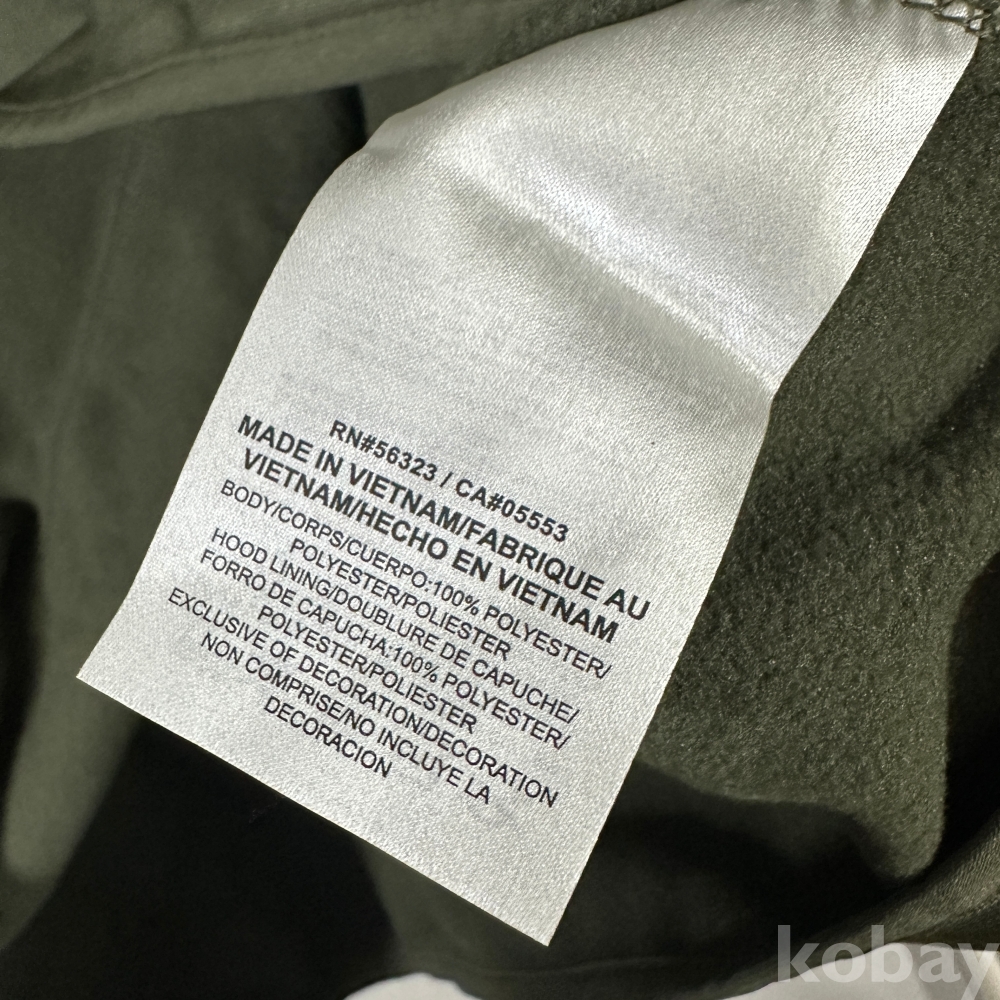 RN#56323 / CA#05553
MADE IN VIETNAM/FABRIQUE AU
VIETNAM/HECHO EN VIETNAM
BODY/CORPS/CUERPO:100% POLYESTER/
POLYESTER/POLIESTER
HOOD LINING/DOUBLURE DE CAPUCHE/
FORRO DE CAPUCHA:100% POLYESTER/
POLYESTER/POLIESTER
EXCLUSIVE OF DECORATION/DECORATION
NON COMPRISE/NO INCLUYE LA
DECORACION
kobay